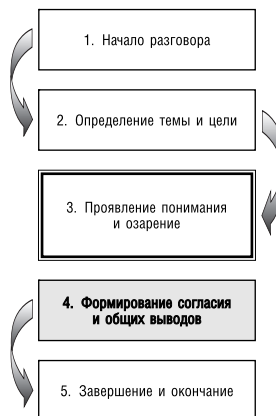 1. Начало разговора
2. Определение темы и цели
3. Проявление понимания
и озарение
4. Формирование согласия
и общих выводов
5. Завершение и окончание